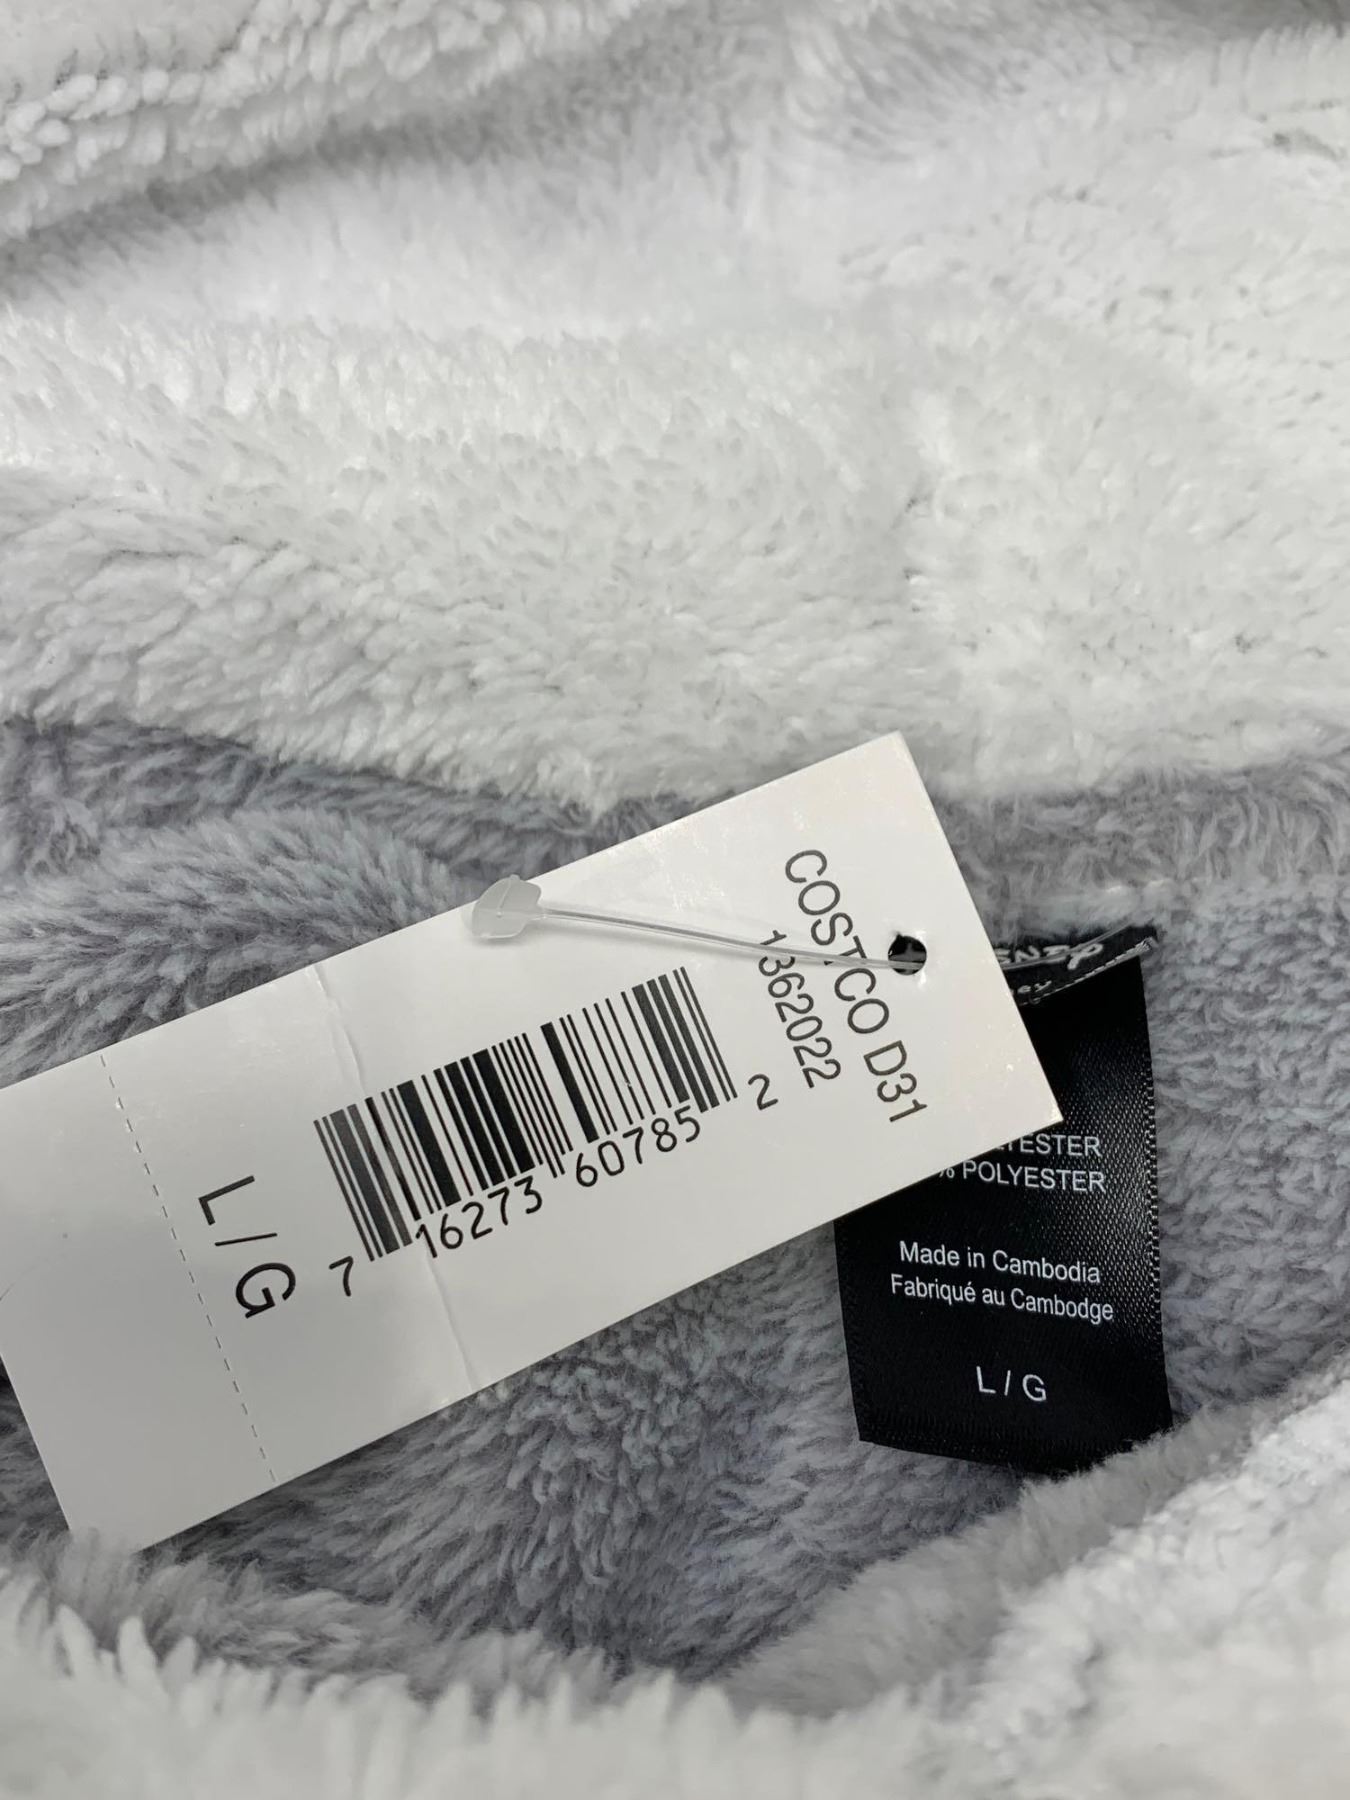 COSTCO D31
1362022
7 16273 60785 2
L / G
POLYESTER
Made in Cambodia
Fabriqué au Cambodge
L / G